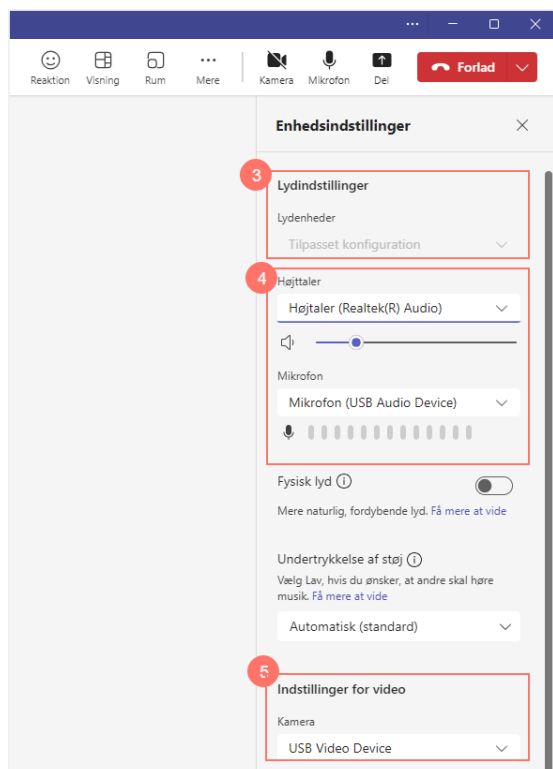 Reaktion Visning Rum Mere Kamera Mikrofon Del Forlad
Enhedsindstillinger
3
Lydindstillinger
Lydenheder
Tilpasset konfiguration
4
Højttaler
Højtaler (Realtek(R) Audio)
Mikrofon
Mikrofon (USB Audio Device)
Fysisk lyd
Mere naturlig, fordybende lyd. Få mere at vide
Undertrykkelse af støj
Vælg Lav, hvis du ønsker, at andre skal høre
musik. Få mere at vide
Automatisk (standard)
5
Indstillinger for video
Kamera
USB Video Device